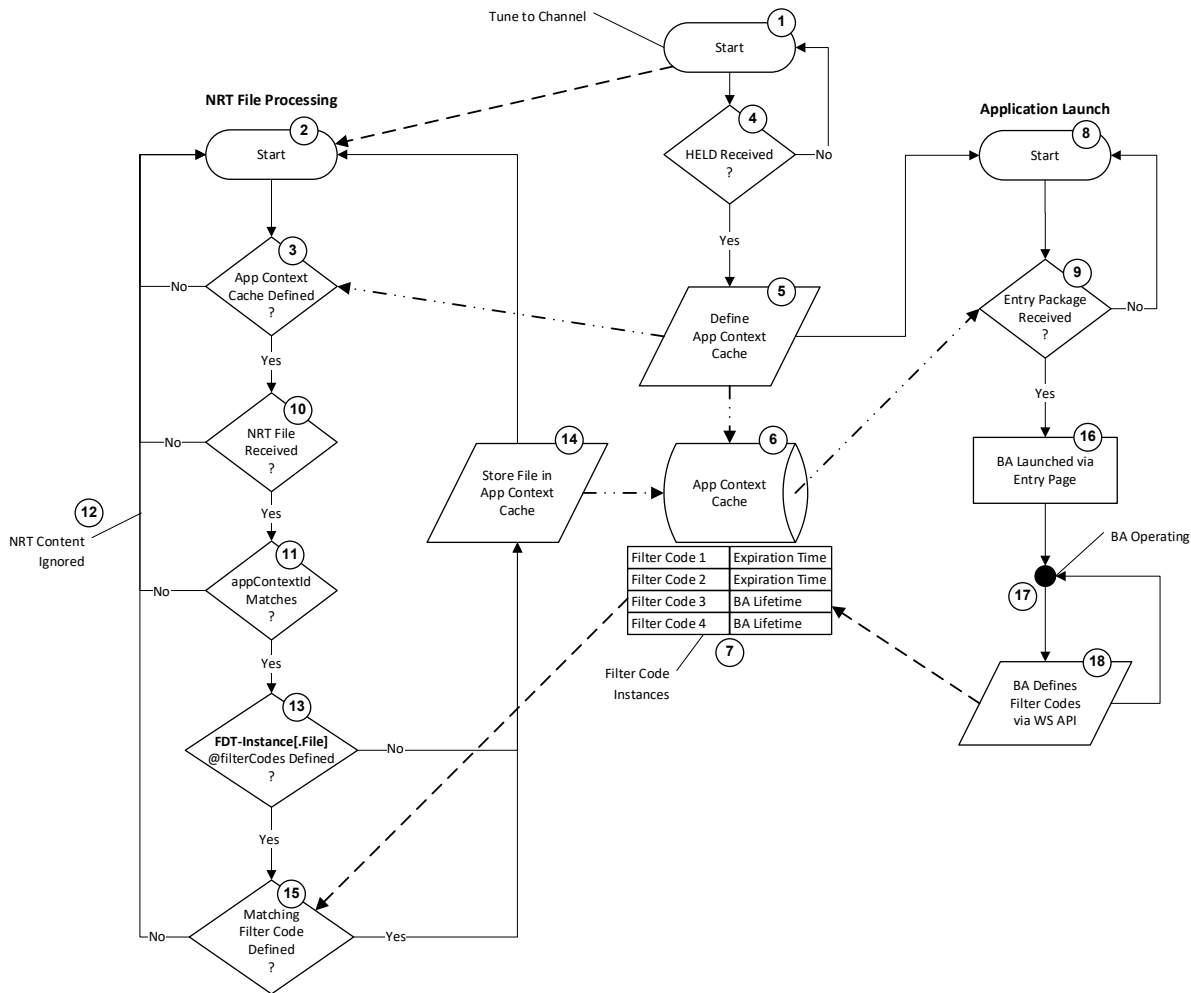 Tune to Channel
1
Start
NRT File Processing
2
Start
4
HELD Received
?
No
Yes
Application Launch
8
Start
3
App Context
Cache Defined
?
No
Yes
5
Define
App Context
Cache
9
Entry Package
Received
?
No
Yes
10
NRT File
Received
?
No
Yes
14
Store File in
App Context
Cache
6
App Context
Cache
16
BA Launched via
Entry Page
12
NRT Content
Ignored
11
appContextId
Matches
?
No
Yes
Filter Code 1 Expiration Time
Filter Code 2 Expiration Time
Filter Code 3 BA Lifetime
Filter Code 4 BA Lifetime
7
Filter Code
Instances
BA Operating
17
18
BA Defines
Filter Codes
via WS API
13
FDT-Instance[.File]
@filterCodes Defined
?
No
Yes
15
Matching
Filter Code
Defined
?
No
Yes